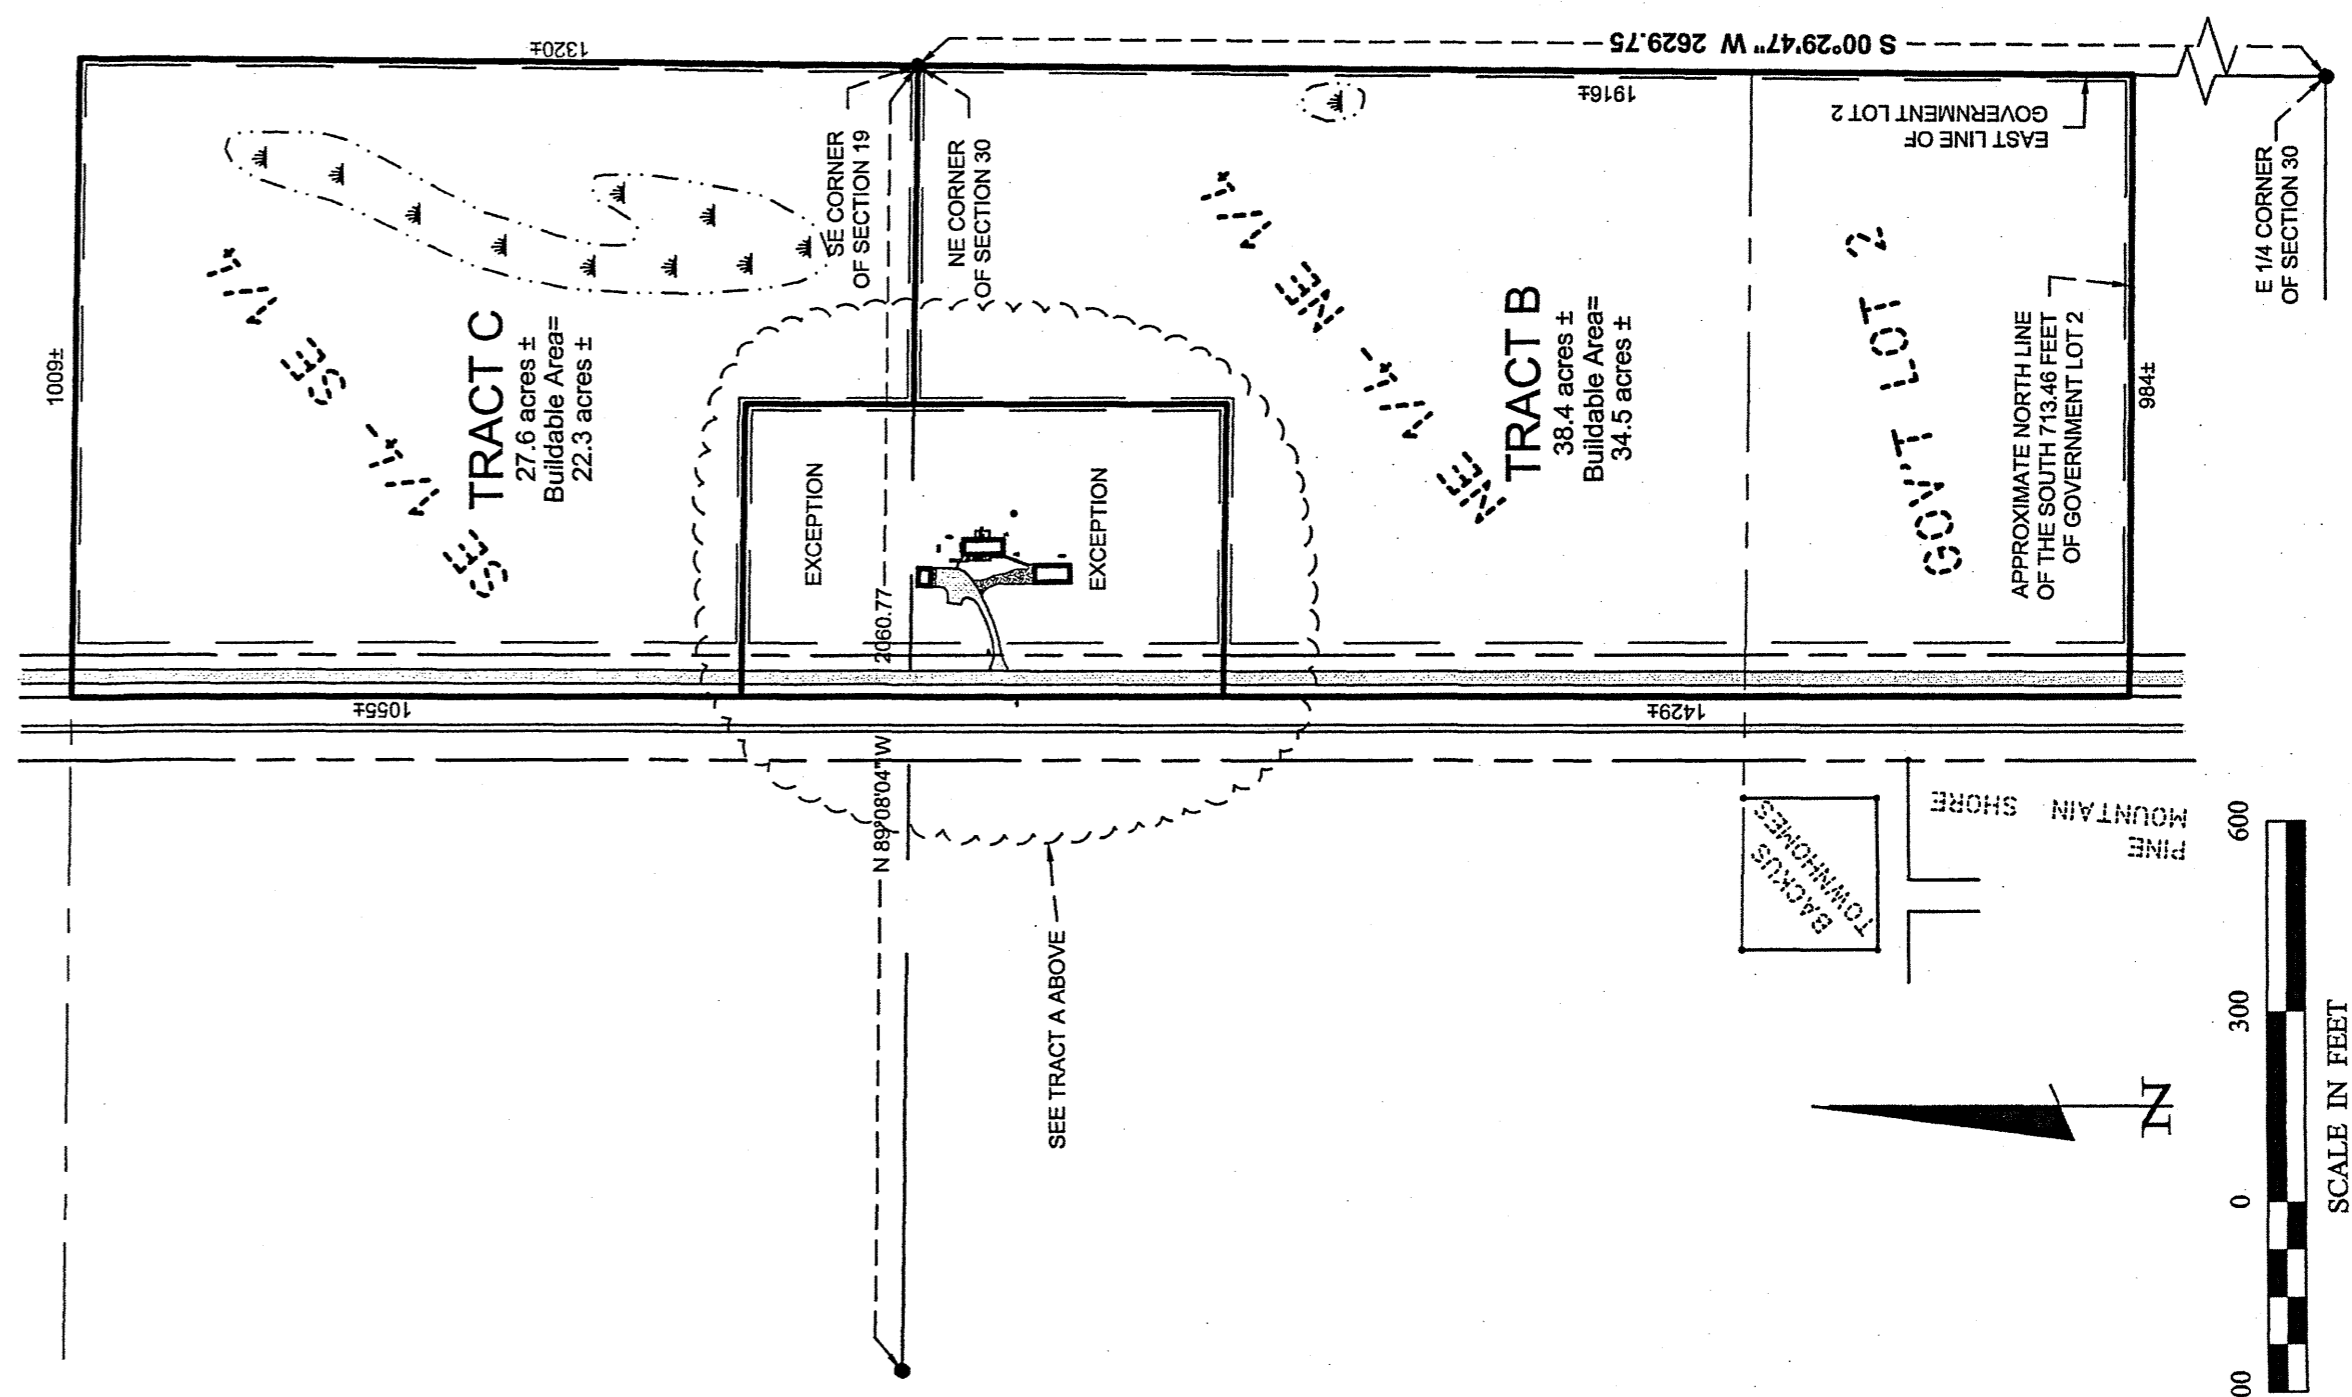 1009±
1320±
SE 1/4 - SE 1/4
TRACT C
27.6 acres ±
Buildable Area=
22.3 acres ±
1055±
SE CORNER
OF SECTION 19
NE CORNER
OF SECTION 30
S 00°29'47" W 2629.75
EXCEPTION
EXCEPTION
2060.77
N 89°08'04" W
SEE TRACT A ABOVE
1916±
NE 1/4 - NE 1/4
TRACT B
38.4 acres ±
Buildable Area=
34.5 acres ±
1429±
EAST LINE OF
GOVERNMENT LOT 2
GOV'T LOT 2
APPROXIMATE NORTH LINE
OF THE SOUTH 713.46 FEET
OF GOVERNMENT LOT 2
984±
E 1/4 CORNER
OF SECTION 30
BACKUS
TOWNHOMES
PINE
MOUNTAIN SHORE
N
00 0 300 600
SCALE IN FEET